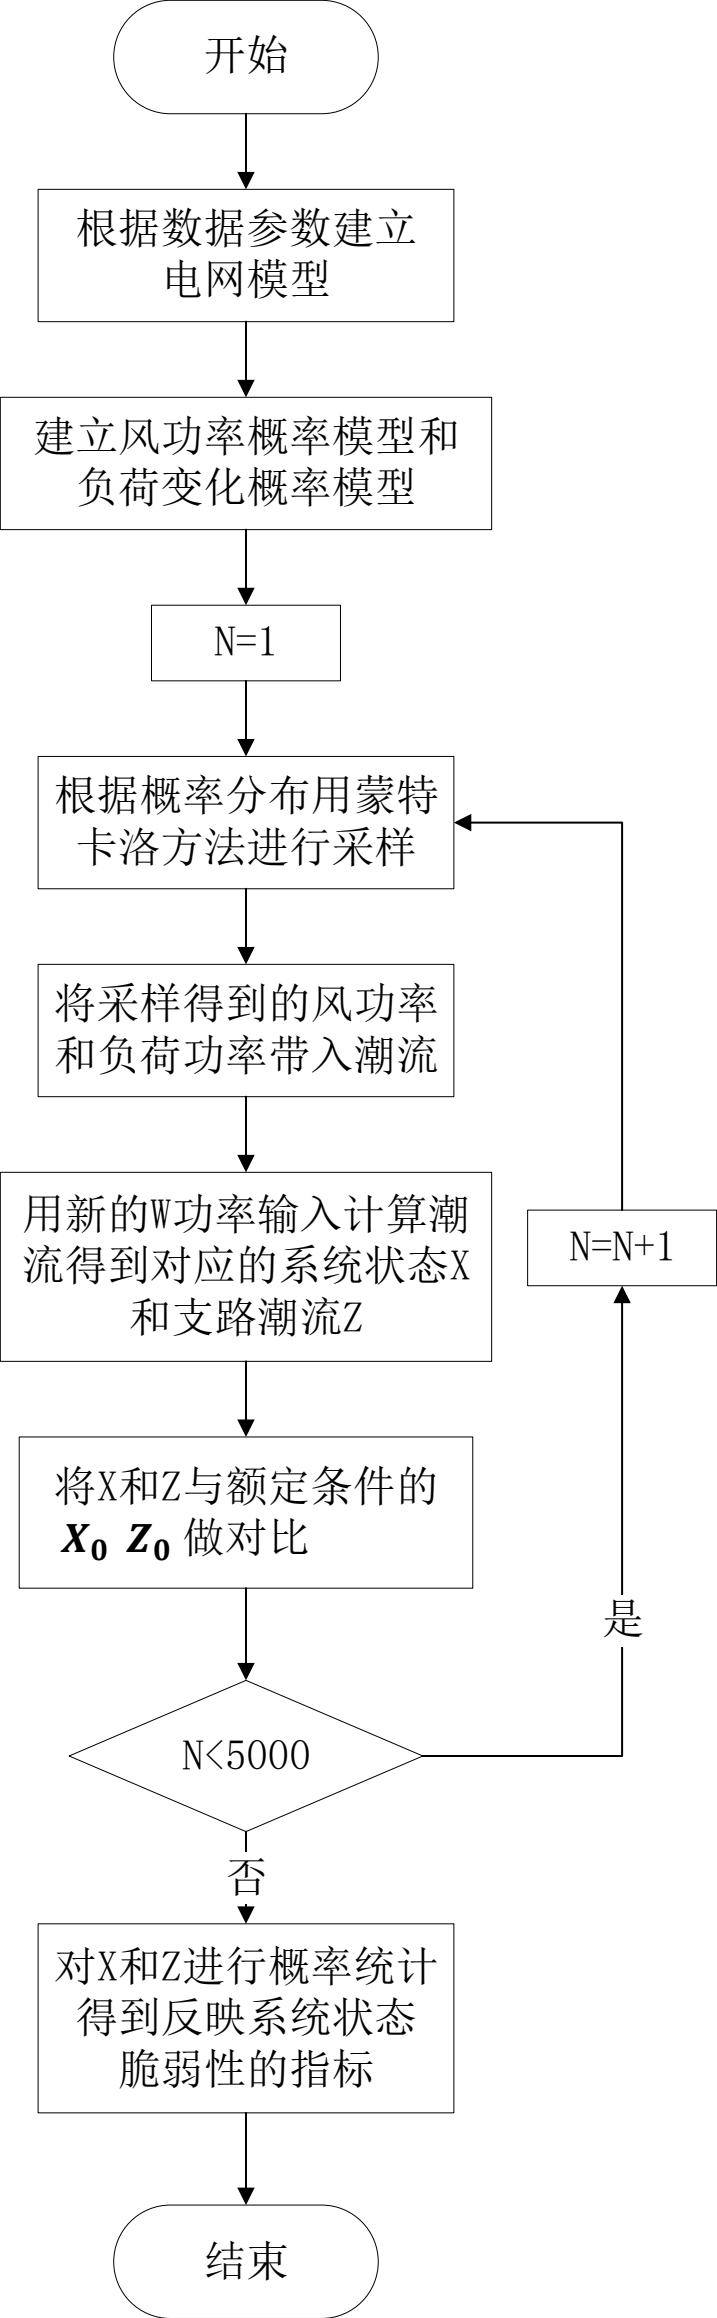 开始
根据数据参数建立
电网模型
建立风功率概率模型和
负荷变化概率模型
N=1
根据概率分布用蒙特
卡洛方法进行采样
将采样得到的风功率
和负荷功率带入潮流
用新的W功率输入计算潮
流得到对应的系统状态X
和支路潮流Z
N=N+1
将X和Z与额定条件的
X₀ Z₀ 做对比
是
N<5000
否
对X和Z进行概率统计
得到反映系统状态
脆弱性的指标
结束